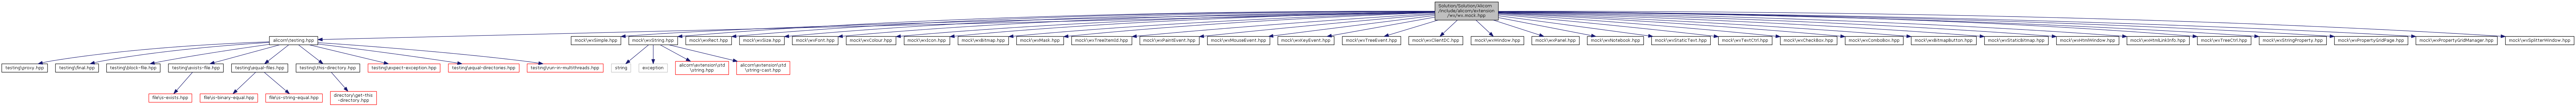 Solution/Solution/Alicorn
/include/alicorn/extension
/wx/wx.mock.hpp
alicorn\testing.hpp
mock\wxSimple.hpp
mock\wxString.hpp
mock\wxRect.hpp
mock\wxSize.hpp
mock\wxFont.hpp
mock\wxColour.hpp
mock\wxIcon.hpp
mock\wxBitmap.hpp
mock\wxMask.hpp
mock\wxTreeItemId.hpp
mock\wxPaintEvent.hpp
mock\wxMouseEvent.hpp
mock\wxKeyEvent.hpp
mock\wxTreeEvent.hpp
mock\wxClientDC.hpp
mock\wxWindow.hpp
mock\wxPanel.hpp
mock\wxNotebook.hpp
mock\wxStaticText.hpp
mock\wxTextCtrl.hpp
mock\wxCheckBox.hpp
mock\wxComboBox.hpp
mock\wxBitmapButton.hpp
mock\wxStaticBitmap.hpp
mock\wxHtmlWindow.hpp
mock\wxHtmlLinkInfo.hpp
mock\wxTreeCtrl.hpp
mock\wxStringProperty.hpp
mock\wxPropertyGridPage.hpp
mock\wxPropertyGridManager.hpp
mock\wxSplitterWindow.hpp
testing\proxy.hpp
testing\final.hpp
testing\block-file.hpp
testing\exists-file.hpp
testing\equal-files.hpp
testing\this-directory.hpp
testing\expect-exception.hpp
testing\equal-directories.hpp
testing\run-in-multithreads.hpp
string
exception
alicorn\extension\std
\string.hpp
alicorn\extension\std
\string-cast.hpp
file\is-exists.hpp
file\is-binary-equal.hpp
file\is-string-equal.hpp
directory\get-this
-directory.hpp